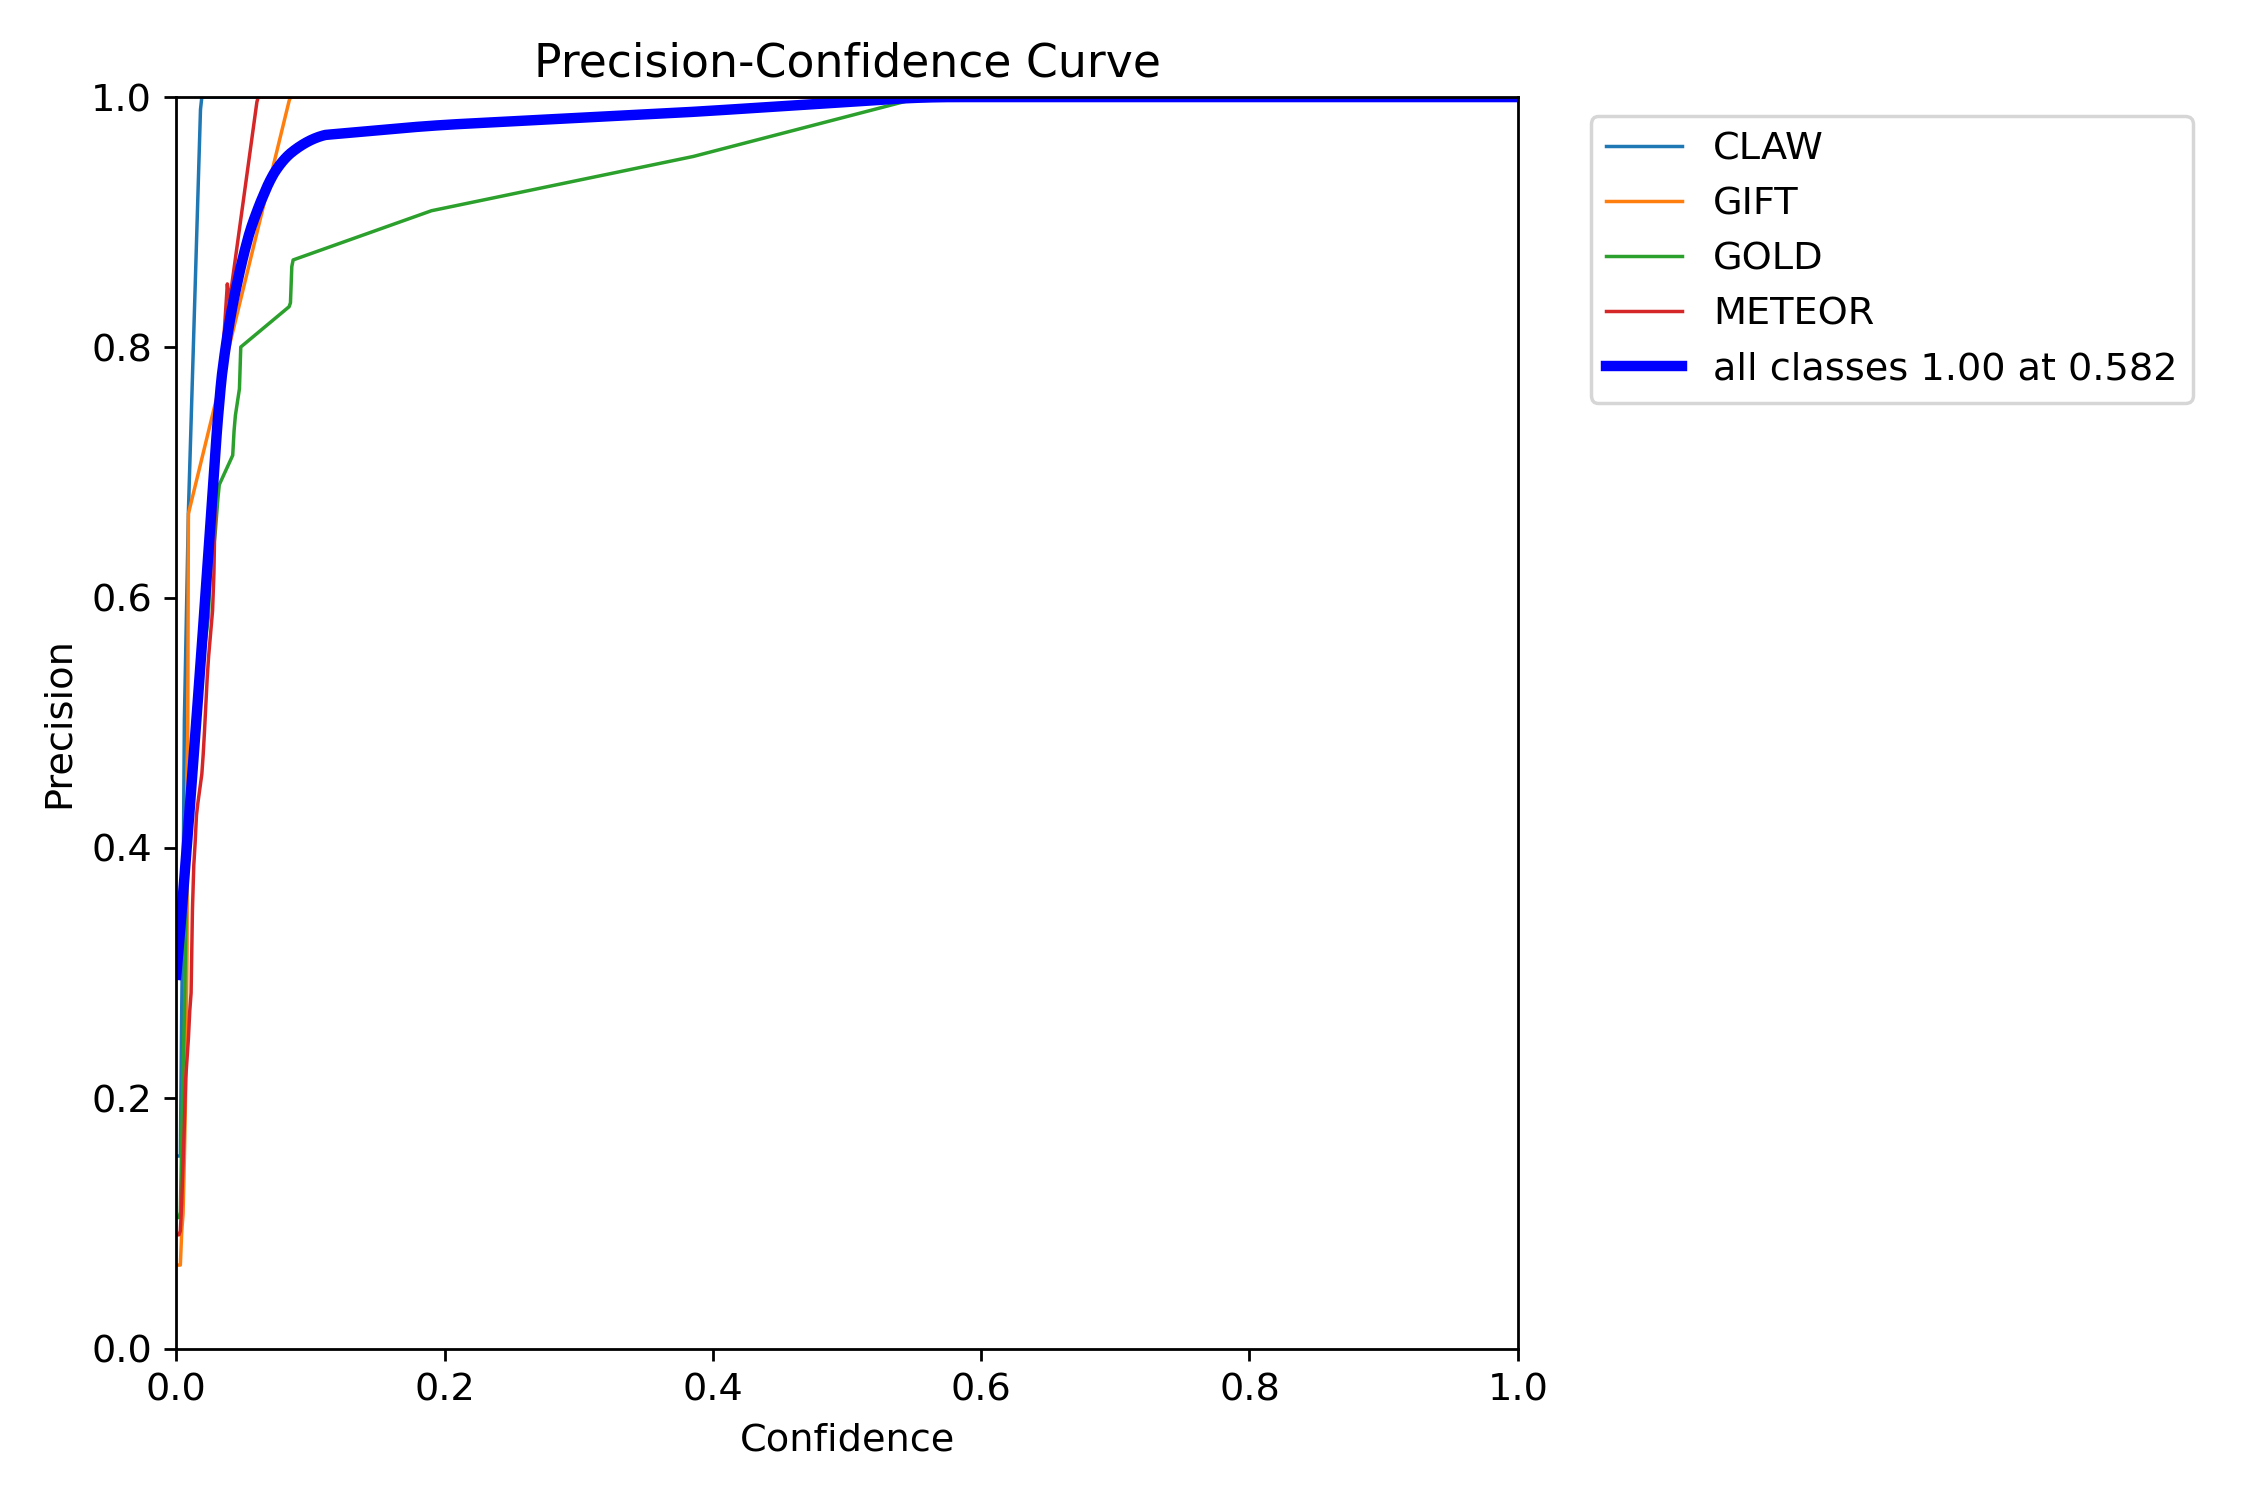 Precision-Confidence Curve
1.0
0.8
0.6
0.4
0.2
0.0
Precision
0.0 0.2 0.4 0.6 0.8 1.0
Confidence
CLAW
GIFT
GOLD
METEOR
all classes 1.00 at 0.582